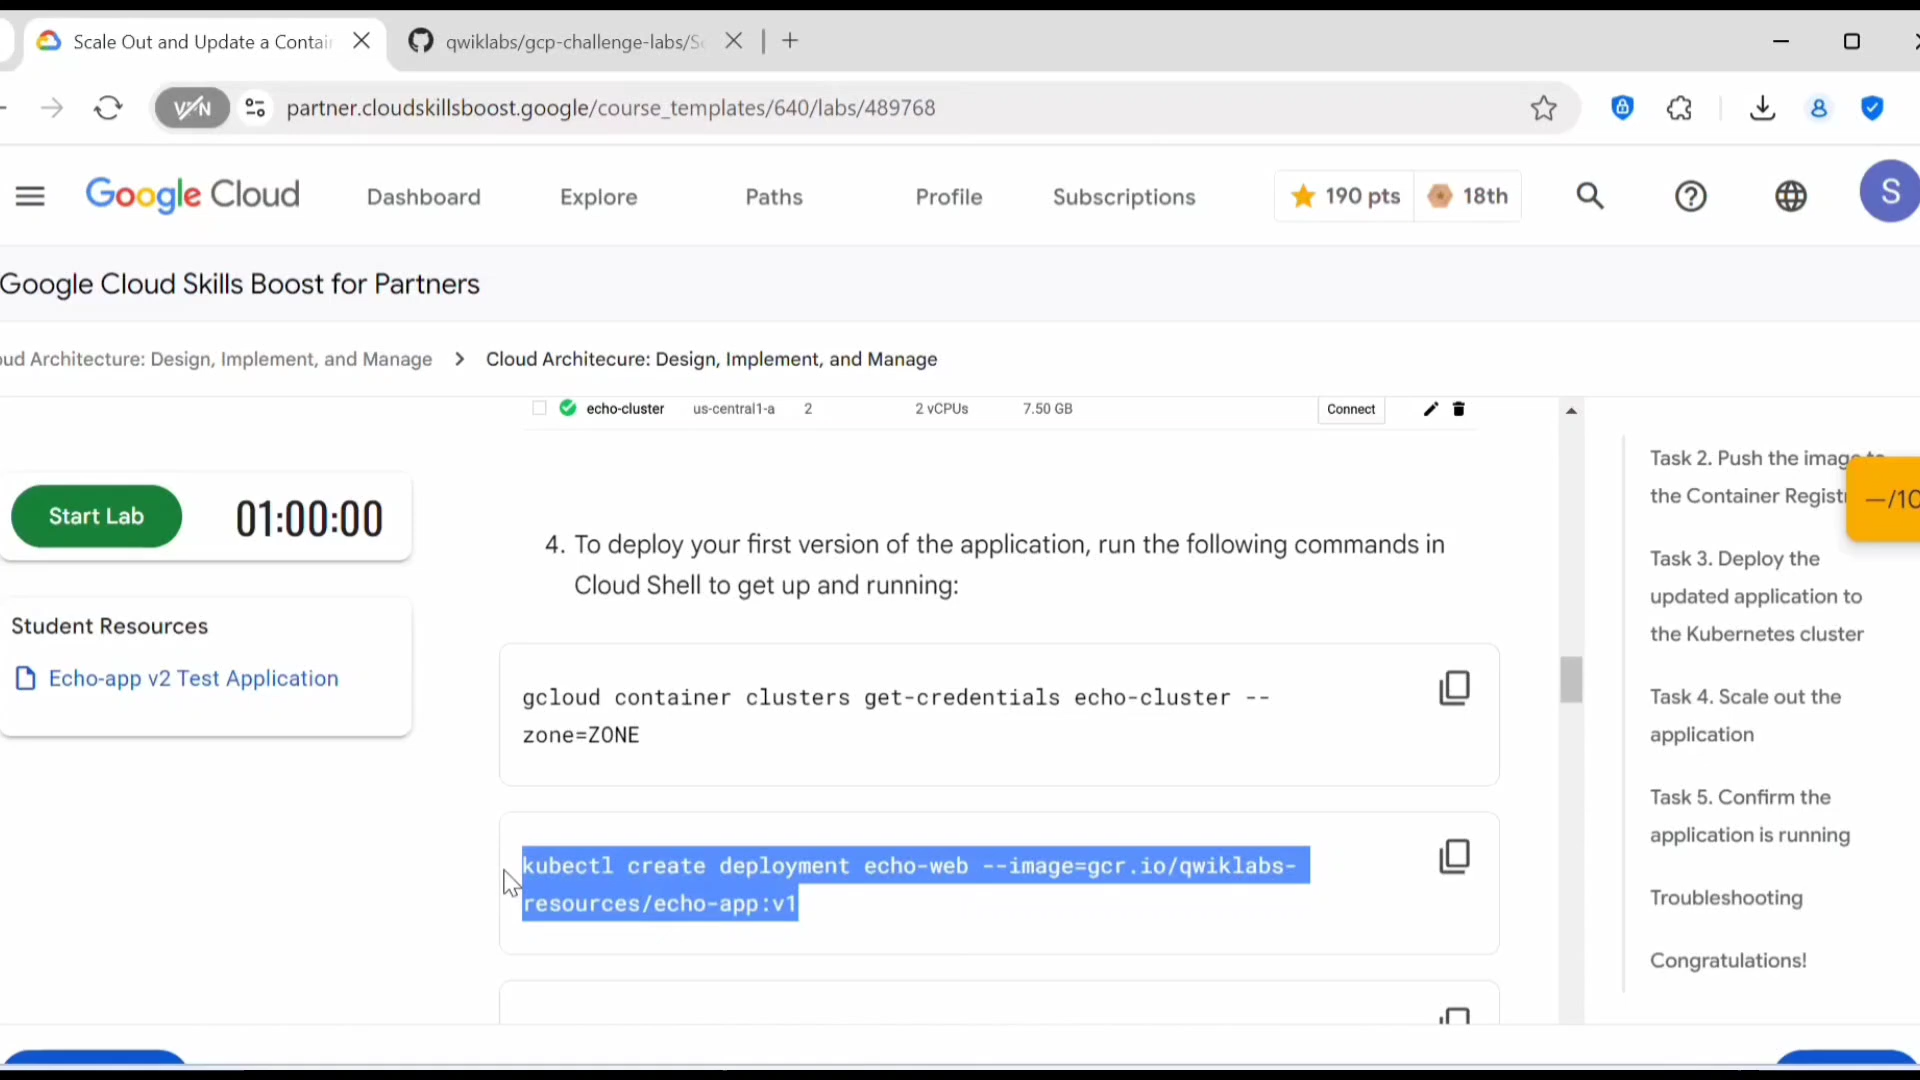 Scale Out and Update a Contai
qwiklabs/gcp-challenge-labs/S
VPN
partner.cloudskillsboost.google/course_templates/640/labs/489768
Google Cloud
Dashboard
Explore
Paths
Profile
Subscriptions
190 pts
18th
S
Google Cloud Skills Boost for Partners
oud Architecture: Design, Implement, and Manage
Cloud Architecure: Design, Implement, and Manage
echo-cluster us-central1-a 2 2 vCPUs 7.50 GB Connect
Start Lab
01:00:00
Student Resources
Echo-app v2 Test Application
4. To deploy your first version of the application, run the following commands in
Cloud Shell to get up and running:
gcloud container clusters get-credentials echo-cluster --
zone=ZONE
kubectl create deployment echo-web --image=gcr.io/qwiklabs-
resources/echo-app:v1
Task 2. Push the image to
the Container Regist
—/10
Task 3. Deploy the
updated application to
the Kubernetes cluster
Task 4. Scale out the
application
Task 5. Confirm the
application is running
Troubleshooting
Congratulations!